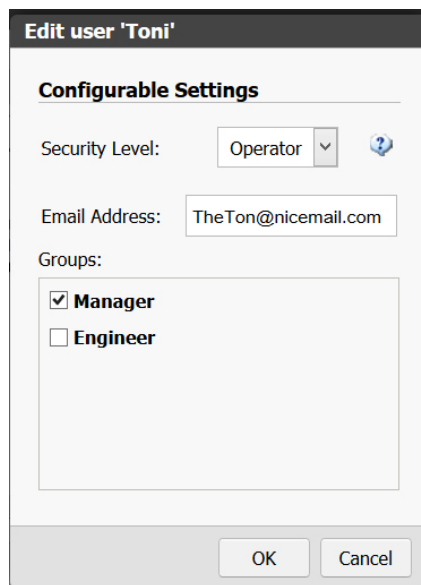 Edit user 'Toni'
Configurable Settings
Security Level: Operator
Email Address: TheTon@nicemail.com
Groups:
Manager
Engineer
OK Cancel